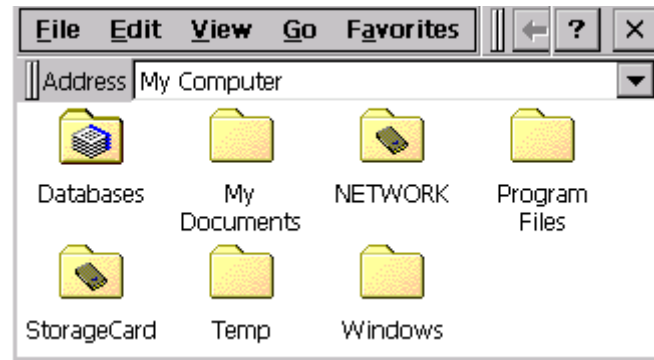 File Edit View Go Favorites ?
Address My Computer
Databases My Documents NETWORK Program Files
StorageCard Temp Windows